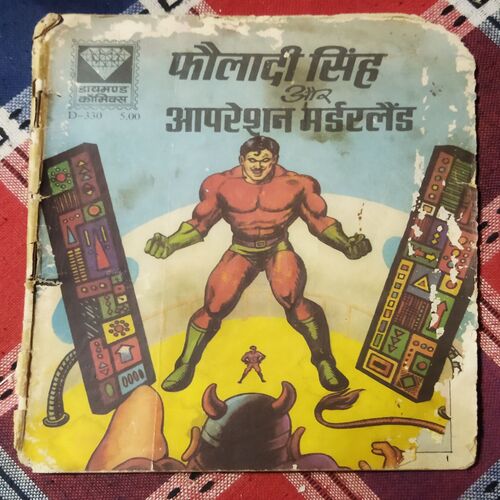 डायमण्ड
कॉमिक्स
D-330 5.00
फौलादी सिंह
और
आपरेशन मर्डरलैंड